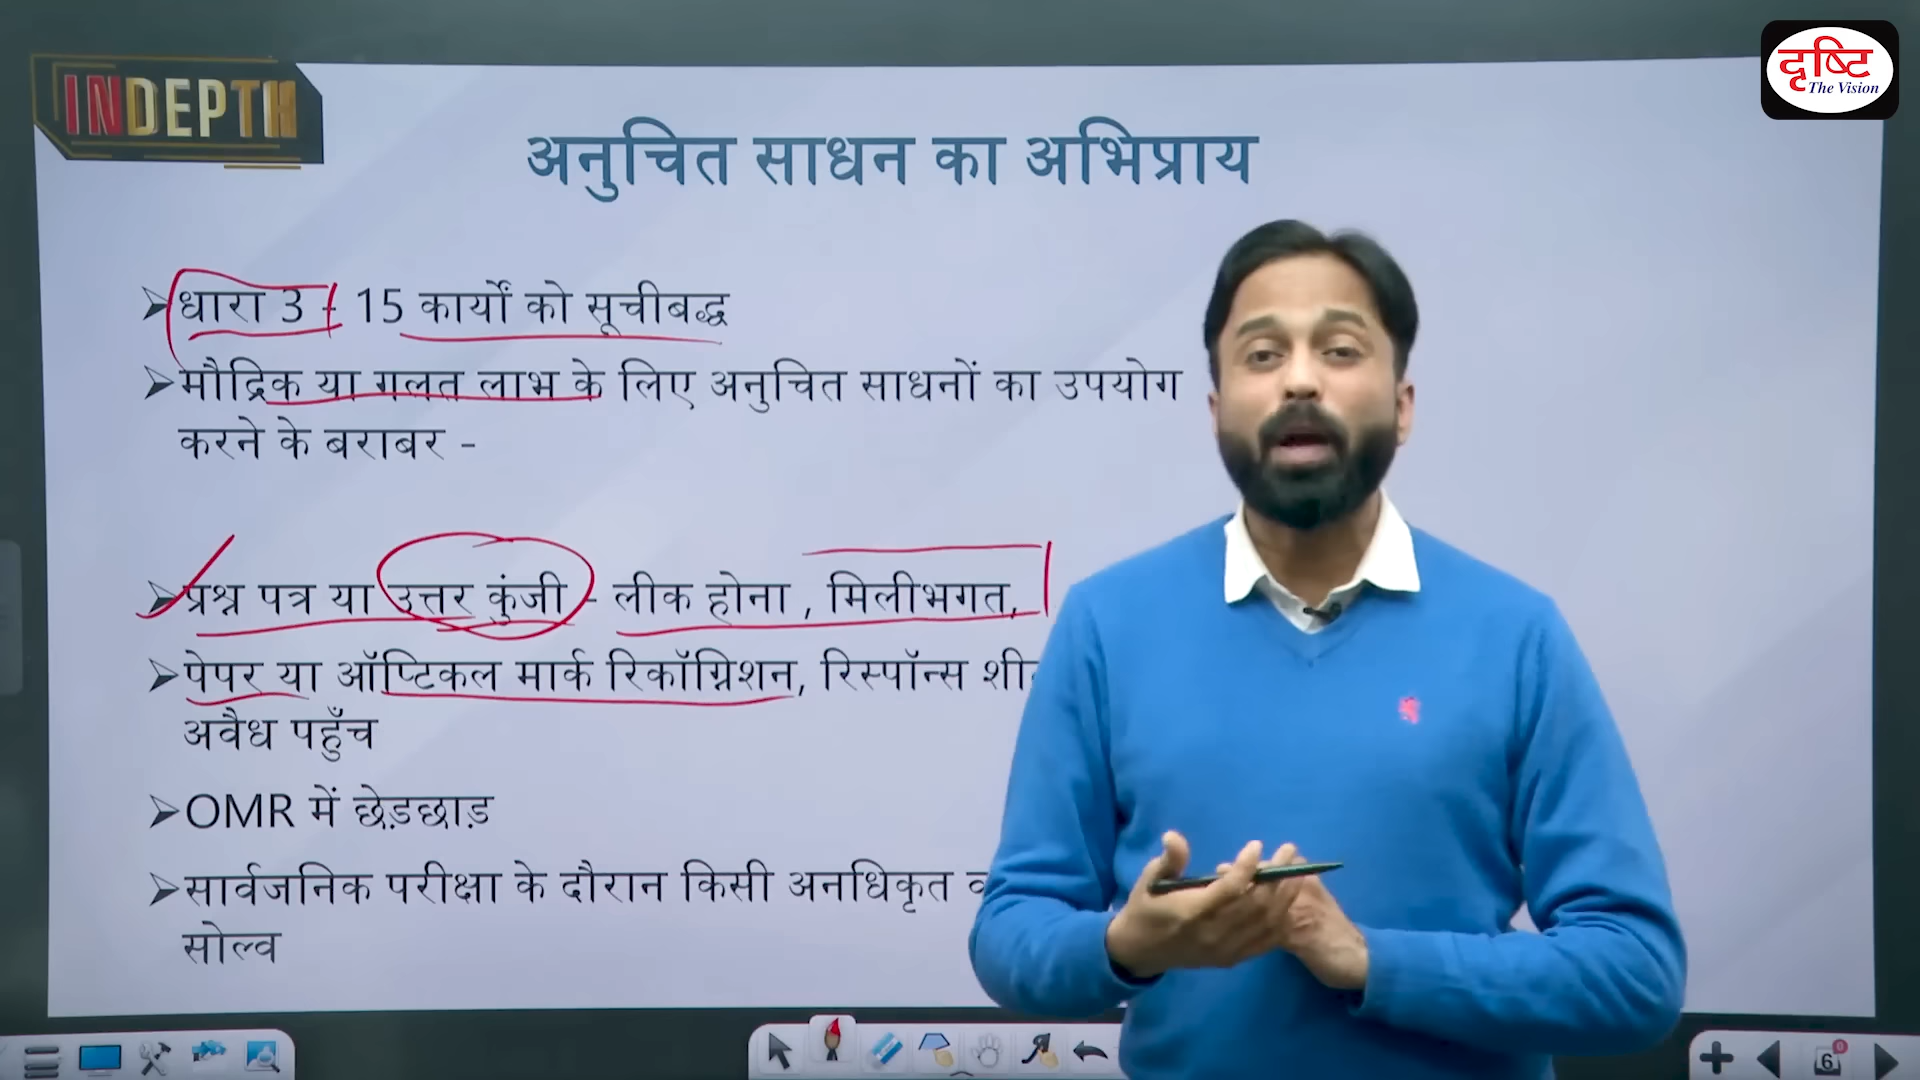 INDEPTH
दृष्टि
The Vision
अनुचित साधन का अभिप्राय
धारा 3 - 15 कार्यों को सूचीबद्ध
मौद्रिक या गलत लाभ के लिए अनुचित साधनों का उपयोग
करने के बराबर -
प्रश्न पत्र या उत्तर कुंजी - लीक होना , मिलीभगत,
पेपर या ऑप्टिकल मार्क रिकॉग्निशन, रिस्पॉन्स
अवैध पहुँच
OMR में छेड़छाड़
सार्वजनिक परीक्षा के दौरान किसी अनधिकृत
सोल्व
6